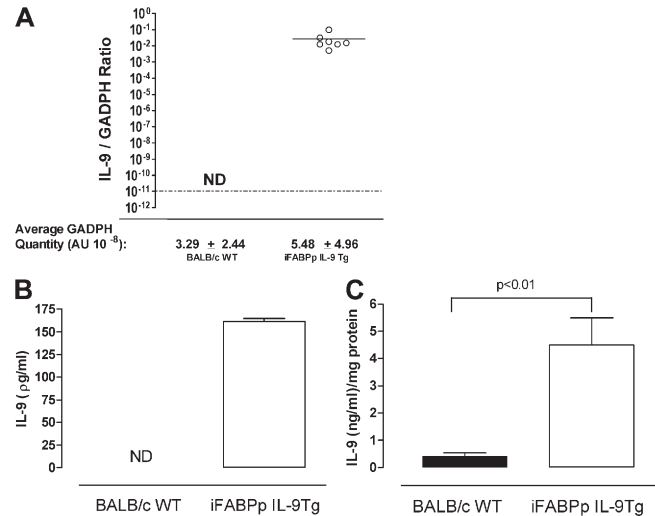 A
IL-9 / GADPH Ratio
10^1
10^0
10^-1
10^-2
10^-3
10^-4
10^-5
10^-6
10^-7
10^-8
10^-9
10^-10
10^-11
10^-12
ND
Average GADPH
Quantity (AU 10^-8): 3.29 ± 2.44 5.48 ± 4.96
BALB/c WT iFABPp IL-9 Tg
B
IL-9 (ρg/ml)
175
150
125
100
75
50
25
0
ND
BALB/c WT iFABPp IL-9Tg
C
p<0.01
IL-9 (ng/ml)/mg protein
6
5
4
3
2
1
0
BALB/c WT iFABPp IL-9Tg